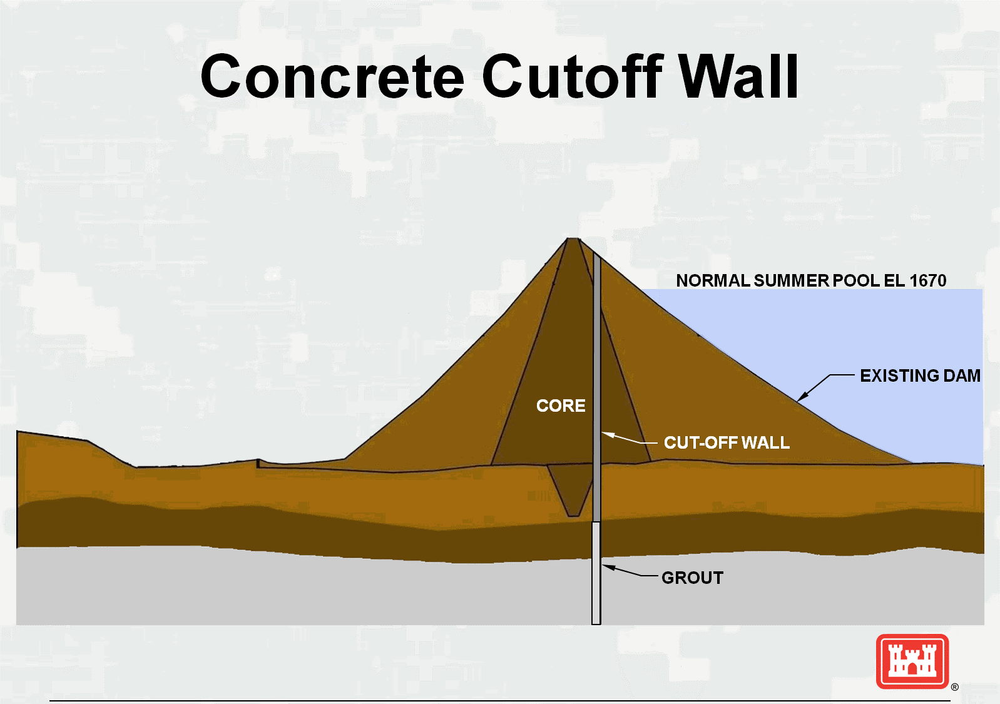 Concrete Cutoff Wall
NORMAL SUMMER POOL EL 1670
EXISTING DAM
CORE
CUT-OFF WALL
GROUT
®